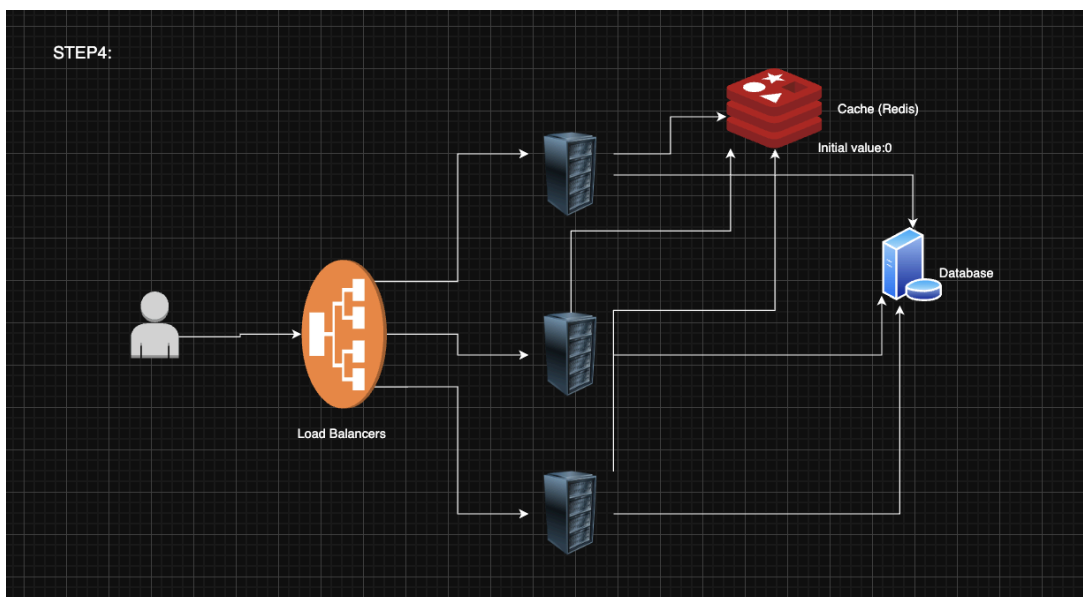 STEP4:
Cache (Redis)
Initial value:0
Database
Load Balancers